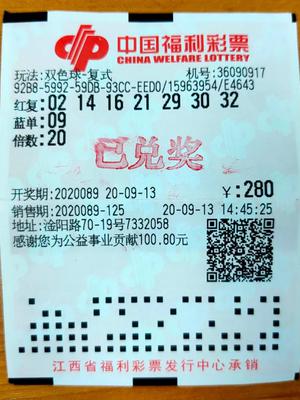 中国福利彩票
CHINA WELFARE LOTTERY
玩法:双色球-复式 机号:36090917
92B8-5992-59DB-93CC-EED0/15963954/E4643
红复:02 14 16 21 29 30 32
蓝单:09
倍数:20
已兑奖
开奖期:2020089 20-09-13 ¥:280
销售期:2020089-125 20-09-13 14:45:25
地址:淦阳路70-19号7332058
感谢您为公益事业贡献100.80元
江西省福利彩票发行中心承销